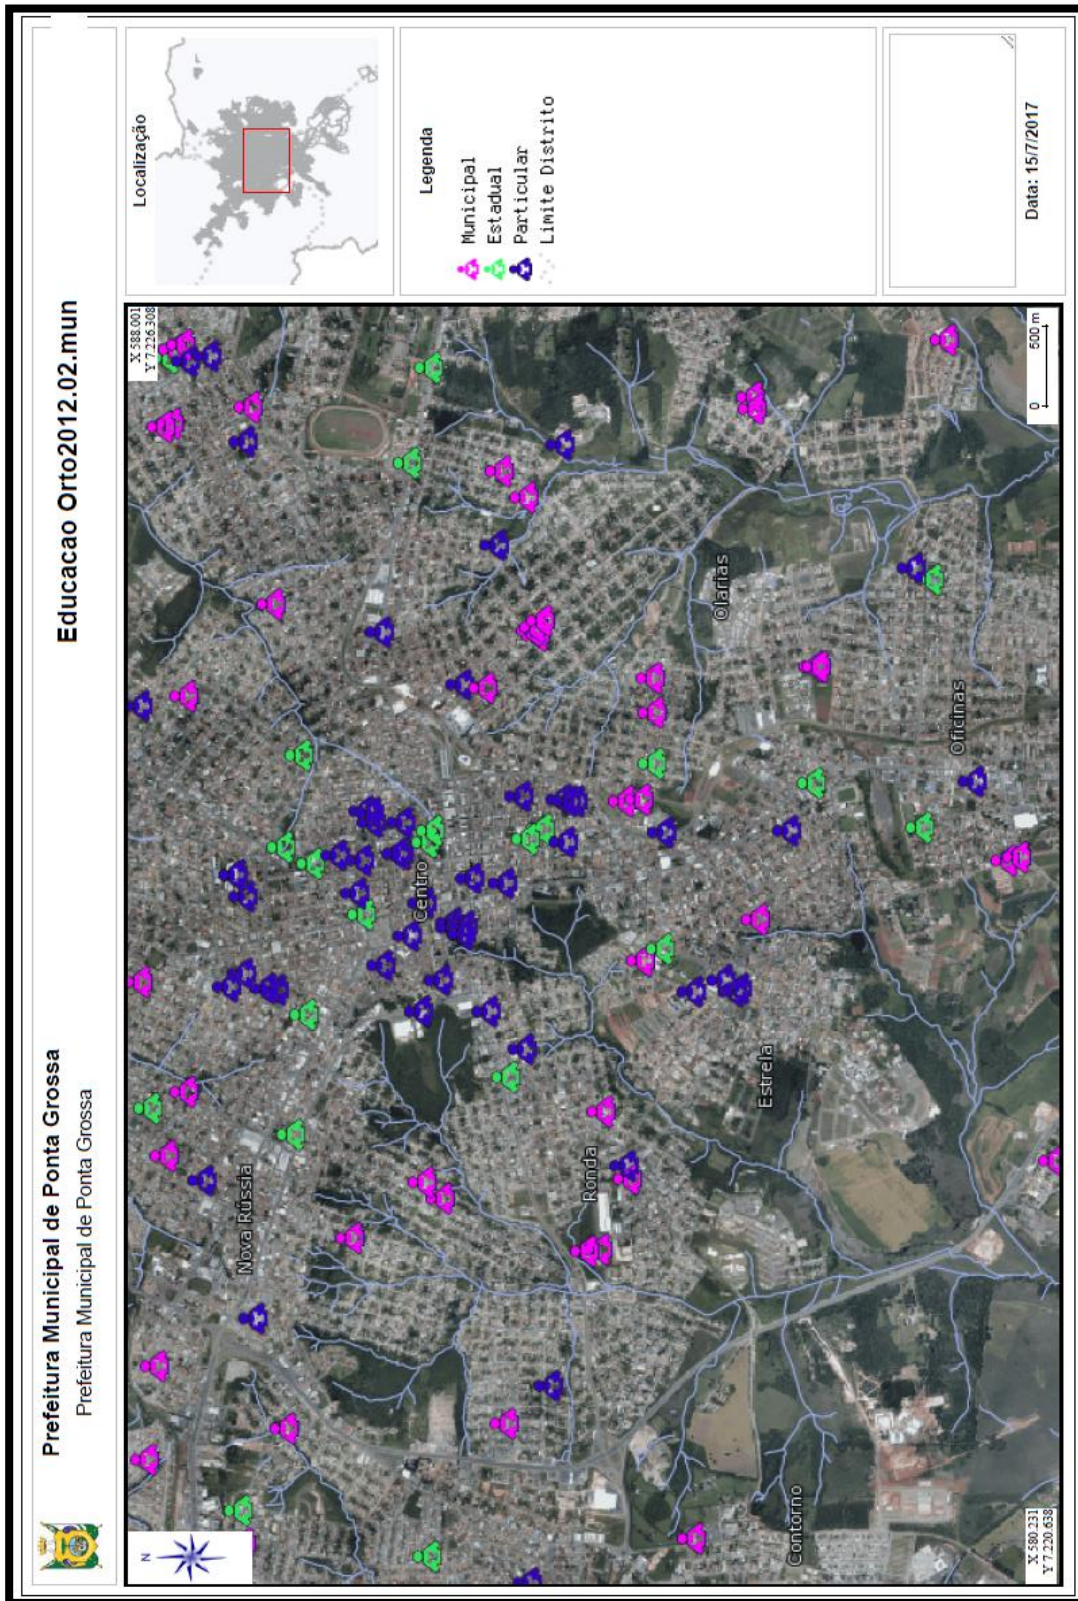 Prefeitura Municipal de Ponta Grossa
Prefeitura Municipal de Ponta Grossa
Educacao Orto2012.02.mun
N
X 588.001
Y 7.226.308
Nova Rússia
Centro
Ronda
Olarias
Estrela
Contorno
Oficinas
X 580.231
Y 7.220.638
0
500 m
Localização
Legenda
Municipal
Estadual
Particular
Limite Distrito
Data: 15/7/2017